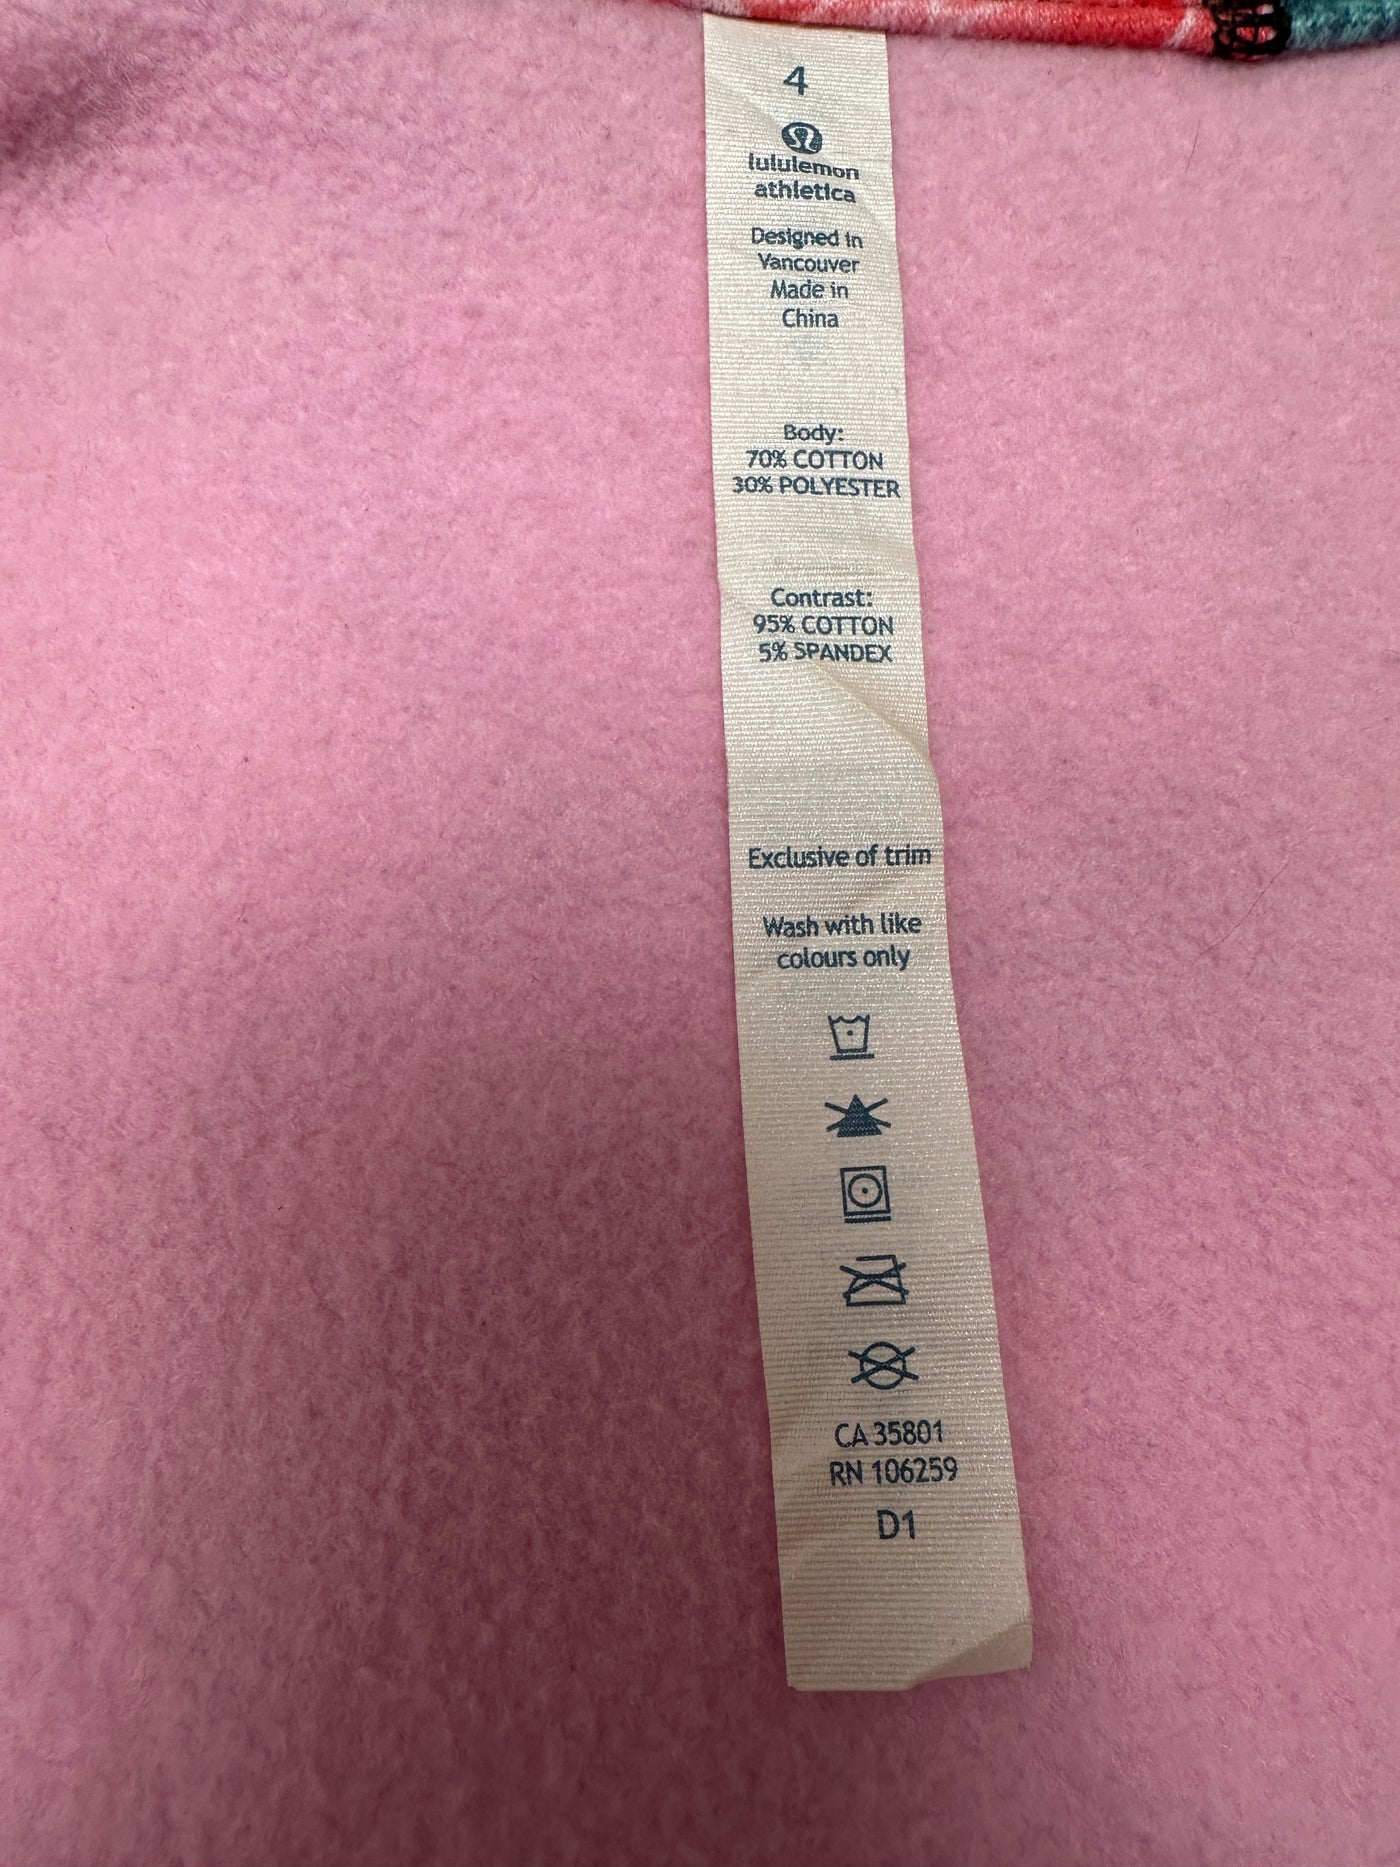 4
lululemon
athletica
Designed in
Vancouver
Made in
China
Body:
70% COTTON
30% POLYESTER
Contrast:
95% COTTON
5% SPANDEX
Exclusive of trim
Wash with like
colours only
CA 35801
RN 106259
D1